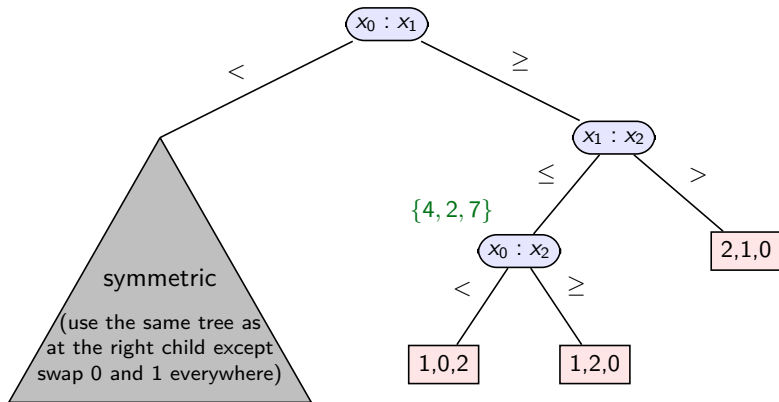 x₀ : x₁
<
≥
x₁ : x₂
≤
>
{4, 2, 7}
x₀ : x₂
2,1,0
symmetric
<
≥
(use the same tree as
at the right child except
swap 0 and 1 everywhere)
1,0,2
1,2,0